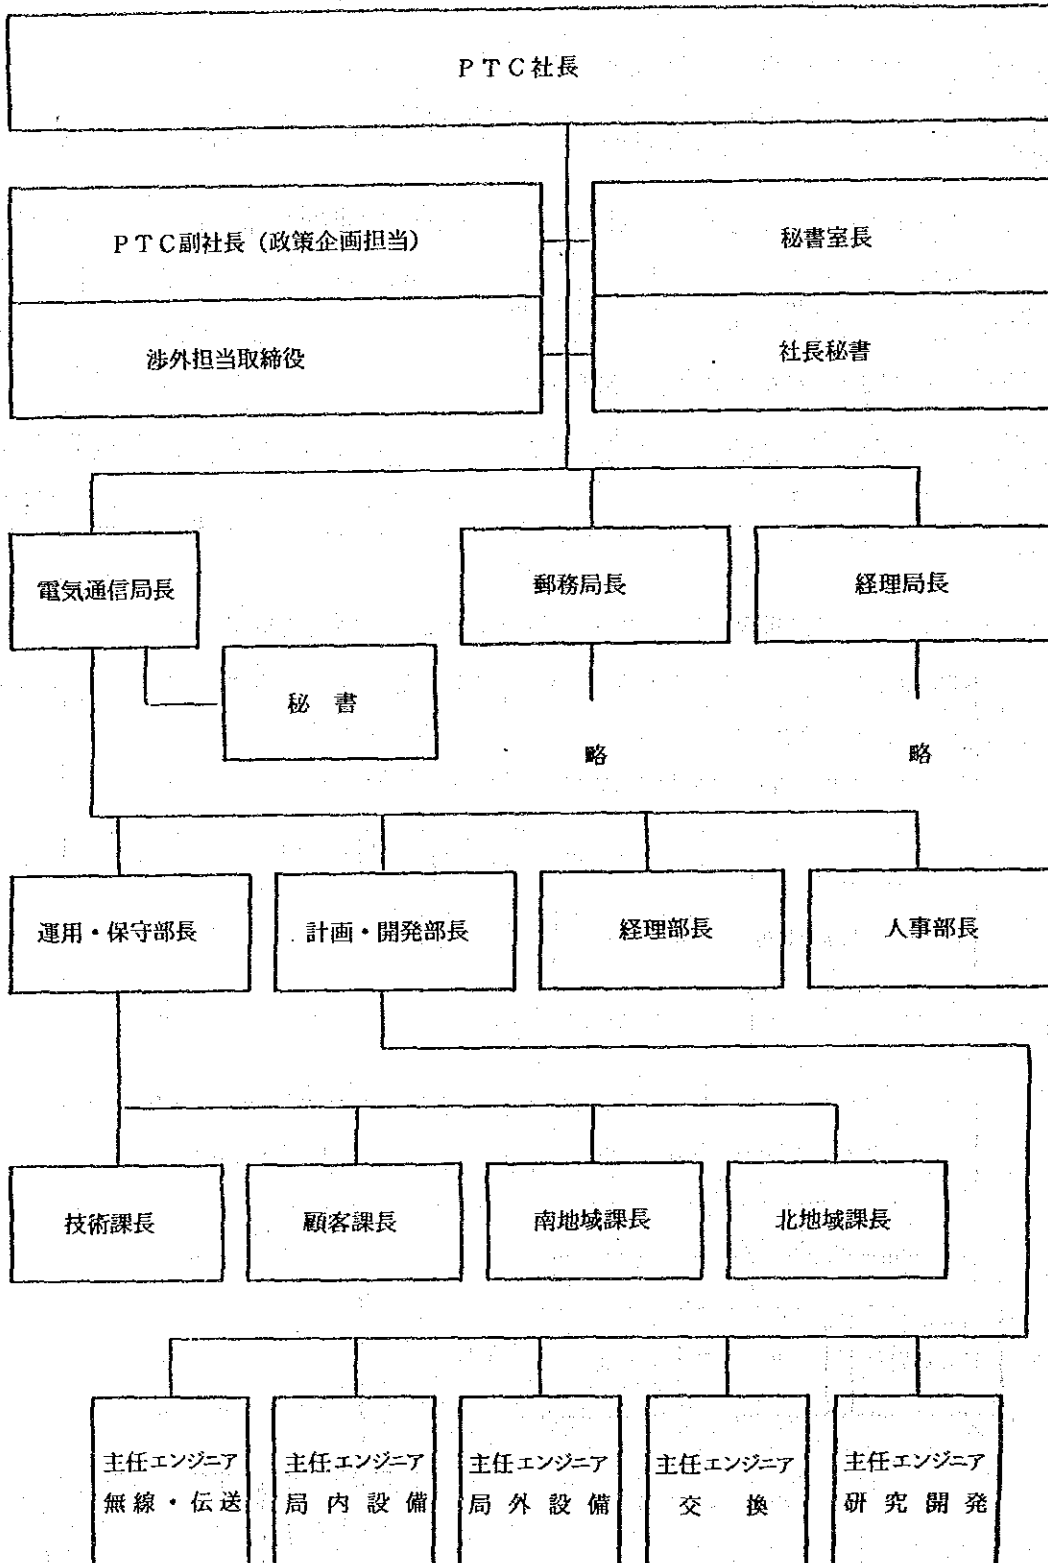 PTC社長
PTC副社長（政策企画担当）
秘書室長
渉外担当取締役
社長秘書
電気通信局長
郵務局長
経理局長
秘 書
略
略
運用・保守部長
計画・開発部長
経理部長
人事部長
技術課長
顧客課長
南地域課長
北地域課長
主任エンジニア
無線・伝送
主任エンジニア
局内設備
主任エンジニア
局外設備
主任エンジニア
交 換
主任エンジニア
研究開発